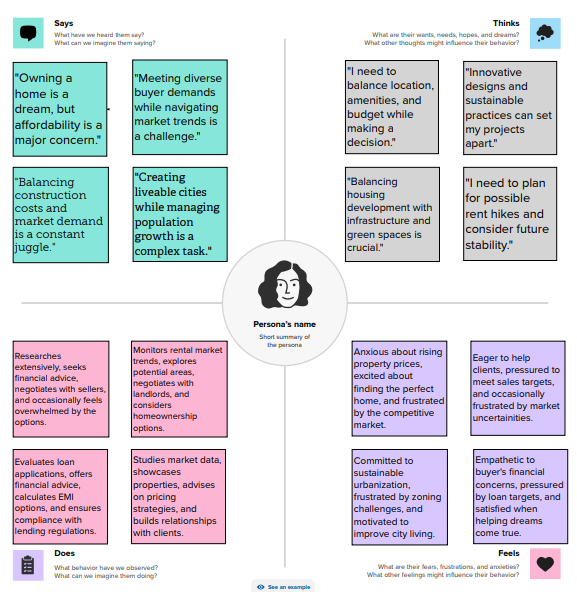 Says
What have we heard them say?
What can we imagine them saying?
Thinks
What are their wants, needs, hopes, and dreams?
What other thoughts might influence their behavior?
"Owning a
home is a
dream, but
affordability is a
major concern."
"Meeting diverse
buyer demands
while navigating
market trends is
a challenge."
"I need to
balance location,
amenities, and
budget while
making a
decision."
"Innovative
designs and
sustainable
practices can set
my projects
apart."
"Balancing
construction
costs and
market demand
is a constant
juggle."
"Creating
liveable cities
while managing
population
growth is a
complex task."
"Balancing
housing
development with
infrastructure and
green spaces is
crucial."
"I need to plan
for possible
rent hikes and
consider future
stability."
Persona's name
Short summary of
the persona
Researches
extensively, seeks
financial advice,
negotiates with sellers,
and occasionally feels
overwhelmed by the
options.
Monitors rental market
trends, explores
potential areas,
negotiates with
landlords, and
considers
homeownership
options.
Anxious about rising
property prices,
excited about
finding the perfect
home, and frustrated
by the competitive
market.
Eager to help
clients, pressured to
meet sales targets,
and occasionally
frustrated by market
uncertainities.
Evaluates loan
applications, offers
financial advice,
calculates EMI
options, and ensures
compliance with
lending regulations.
Studies market data,
showcases
properties, advises
on pricing
strategies, and
builds relationships
with clients.
Committed to
sustainable
urbanization,
frustrated by zoning
challenges, and
motivated to
improve city living.
Empathetic to
buyer's financial
concerns, pressured
by loan targets, and
satisfied when
helping dreams
come true.
Does
What behavior have we observed?
What can we imagine them doing?
Feels
What are their fears, frustrations, and anxieties?
What other feelings might influence their behavior?
See an example